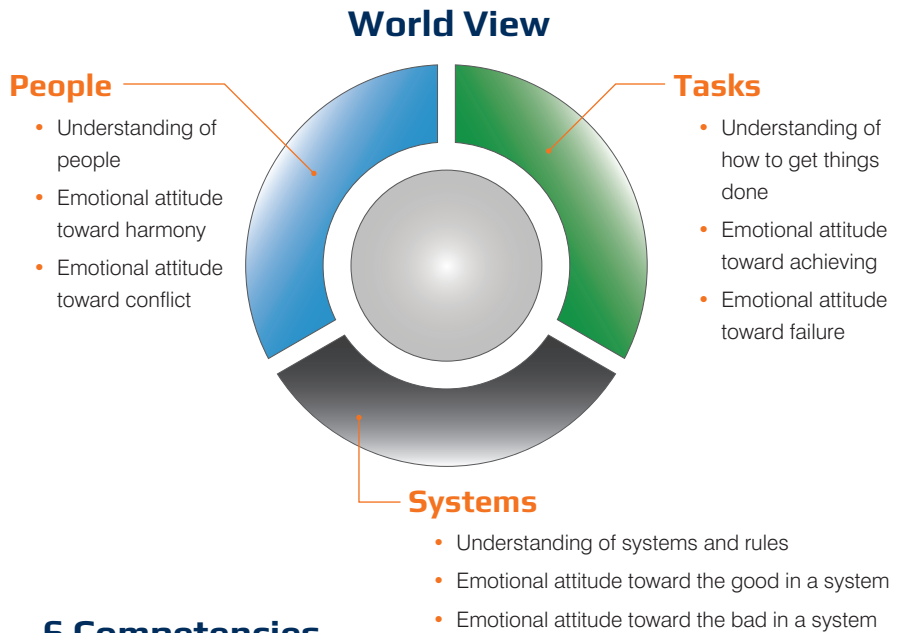 World View
People
• Understanding of
people
• Emotional attitude
toward harmony
• Emotional attitude
toward conflict
Tasks
• Understanding of
how to get things
done
• Emotional attitude
toward achieving
• Emotional attitude
toward failure
Systems
• Understanding of systems and rules
• Emotional attitude toward the good in a system
• Emotional attitude toward the bad in a system
6 Competencies